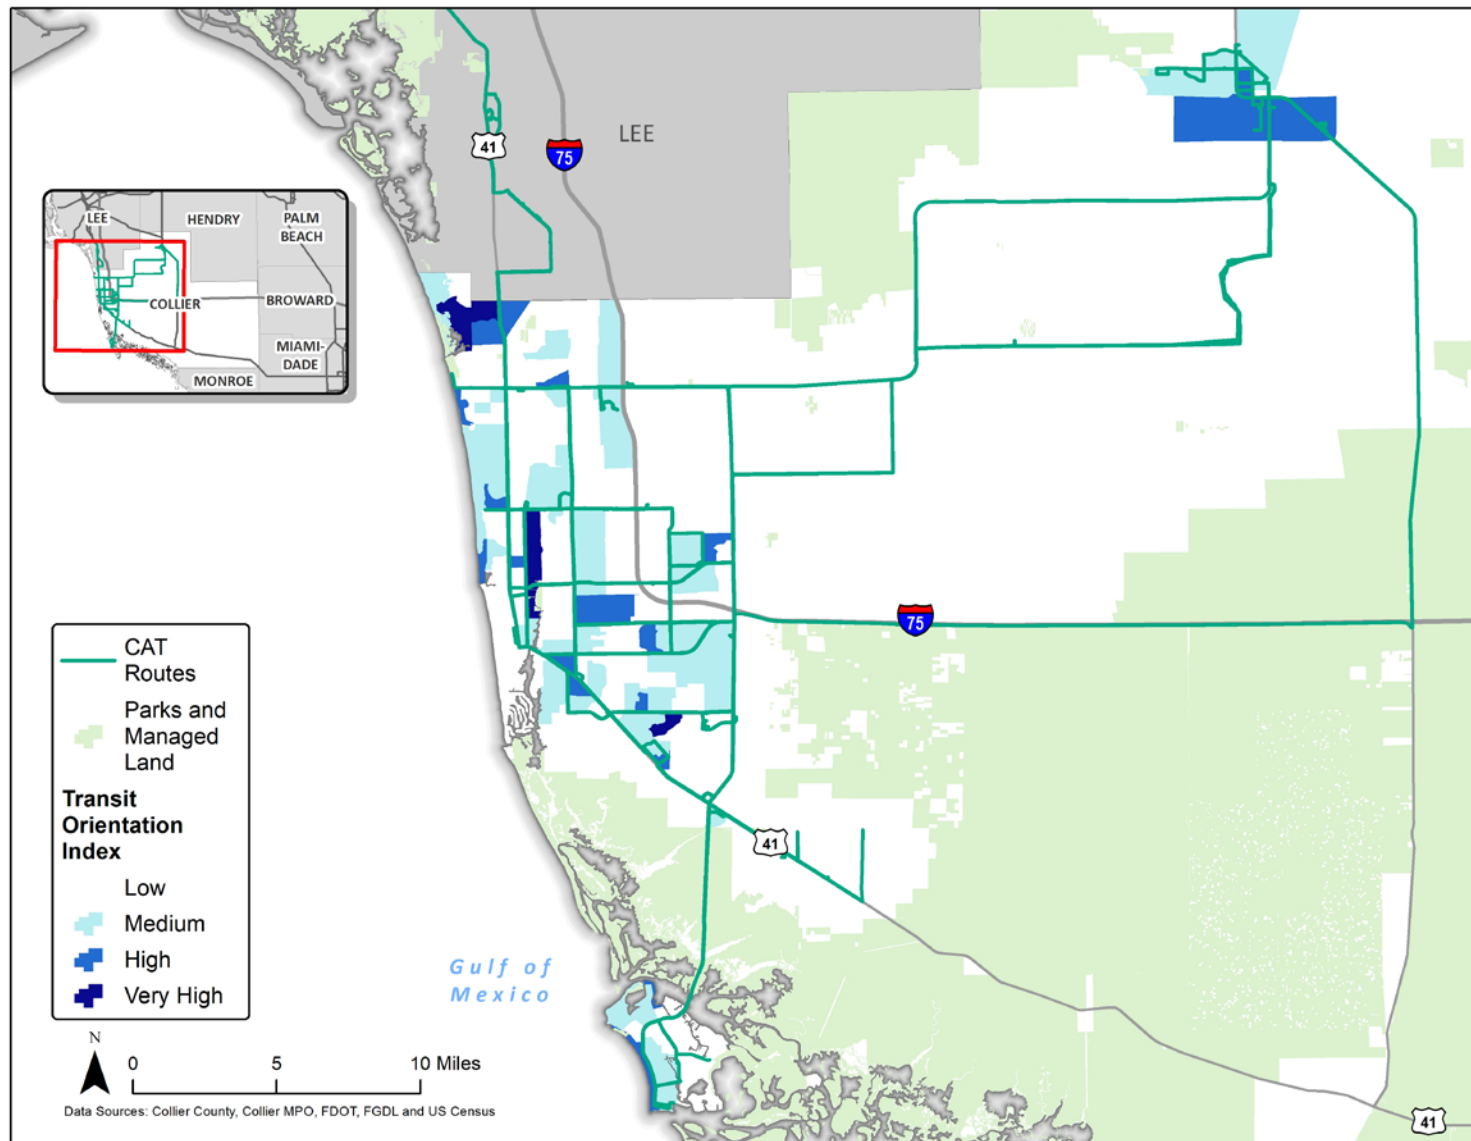 LEE
41
75
LEE
HENDRY
PALM
BEACH
COLLIER
BROWARD
MIAMI-
DADE
MONROE
75
41
41
CAT
Routes
Parks and
Managed
Land
Transit
Orientation
Index
Low
Medium
High
Very High
Gulf of
Mexico
N
0 5 10 Miles
Data Sources: Collier County, Collier MPO, FDOT, FGDL and US Census